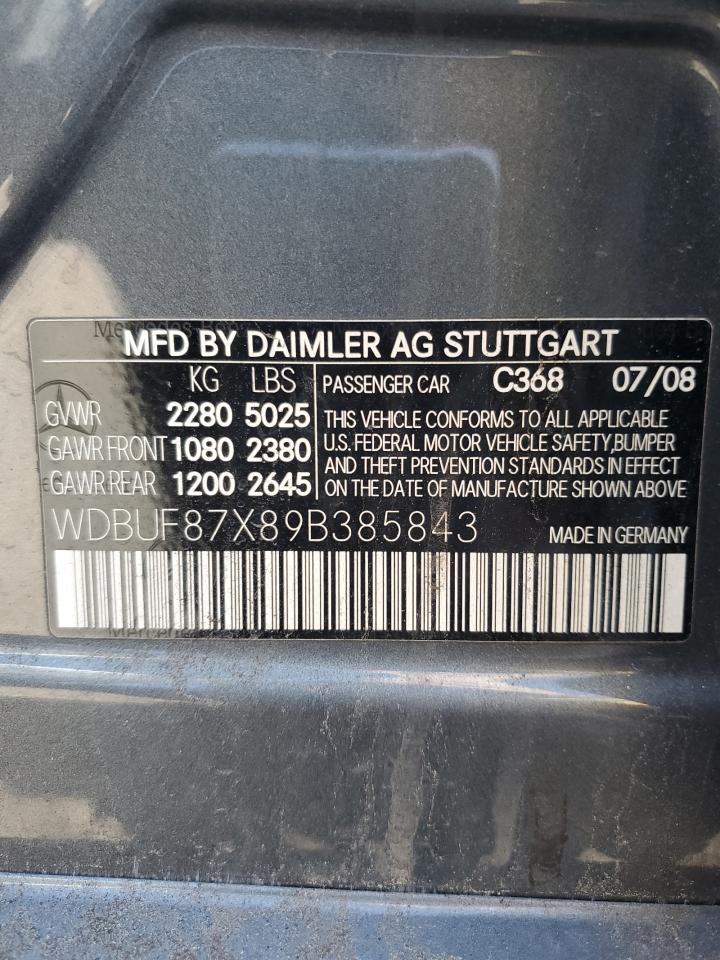 MFD BY DAIMLER AG STUTTGART
KG LBS
GVWR 2280 5025
GAWR FRONT 1080 2380
GAWR REAR 1200 2645
PASSENGER CAR C368 07/08
THIS VEHICLE CONFORMS TO ALL APPLICABLE
U.S. FEDERAL MOTOR VEHICLE SAFETY,BUMPER
AND THEFT PREVENTION STANDARDS IN EFFECT
ON THE DATE OF MANUFACTURE SHOWN ABOVE
WDBUF87X89B385843 MADE IN GERMANY